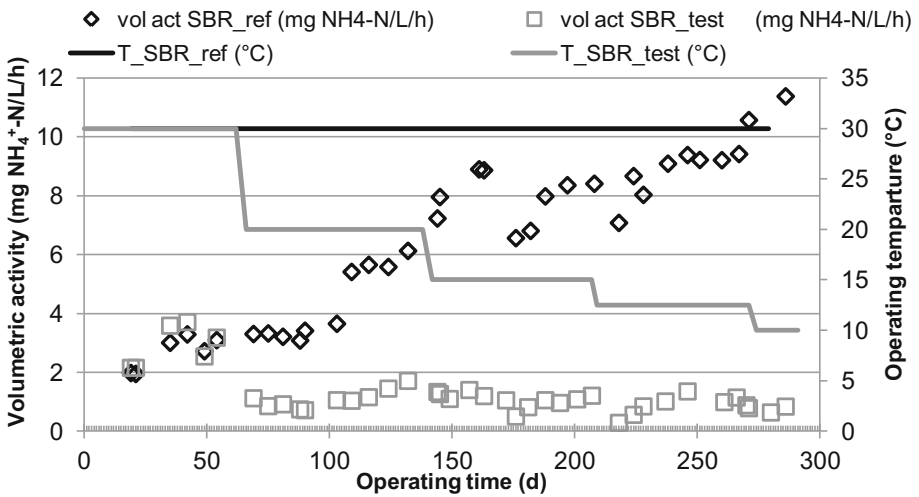 vol act SBR_ref (mg NH4-N/L/h) vol act SBR_test (mg NH4-N/L/h)
T_SBR_ref (°C) T_SBR_test (°C)
12 35
10 30
8 25
6 20
4 15
2 10
0 5
0
0 50 100 150 200 250 300
Volumetric activity (mg NH₄⁺-N/L/h)
Operating time (d)
Operating temparture (°C)